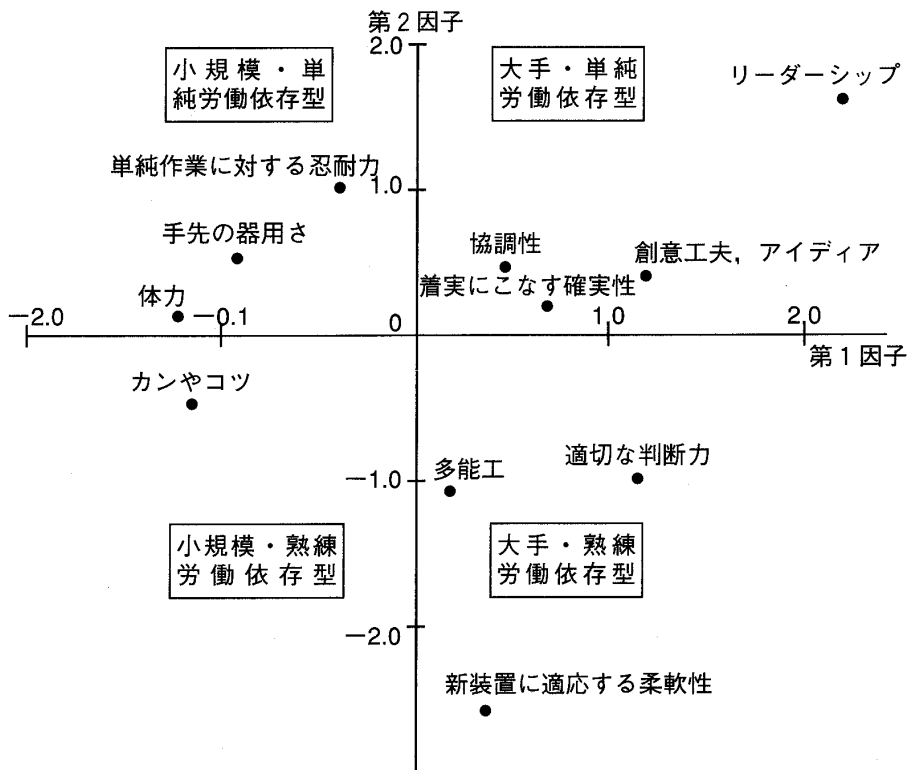 第2因子
2.0
小規模・単
純労働依存型
大手・単純
労働依存型
リーダーシップ
単純作業に対する忍耐力
1.0
手先の器用さ
協調性
創意工夫，アイディア
着実にこなす確実性
体力
－2.0
－0.1
0
1.0
2.0
第1因子
カンやコツ
－1.0
多能工
適切な判断力
小規模・熟練
労働依存型
大手・熟練
労働依存型
－2.0
新装置に適応する柔軟性